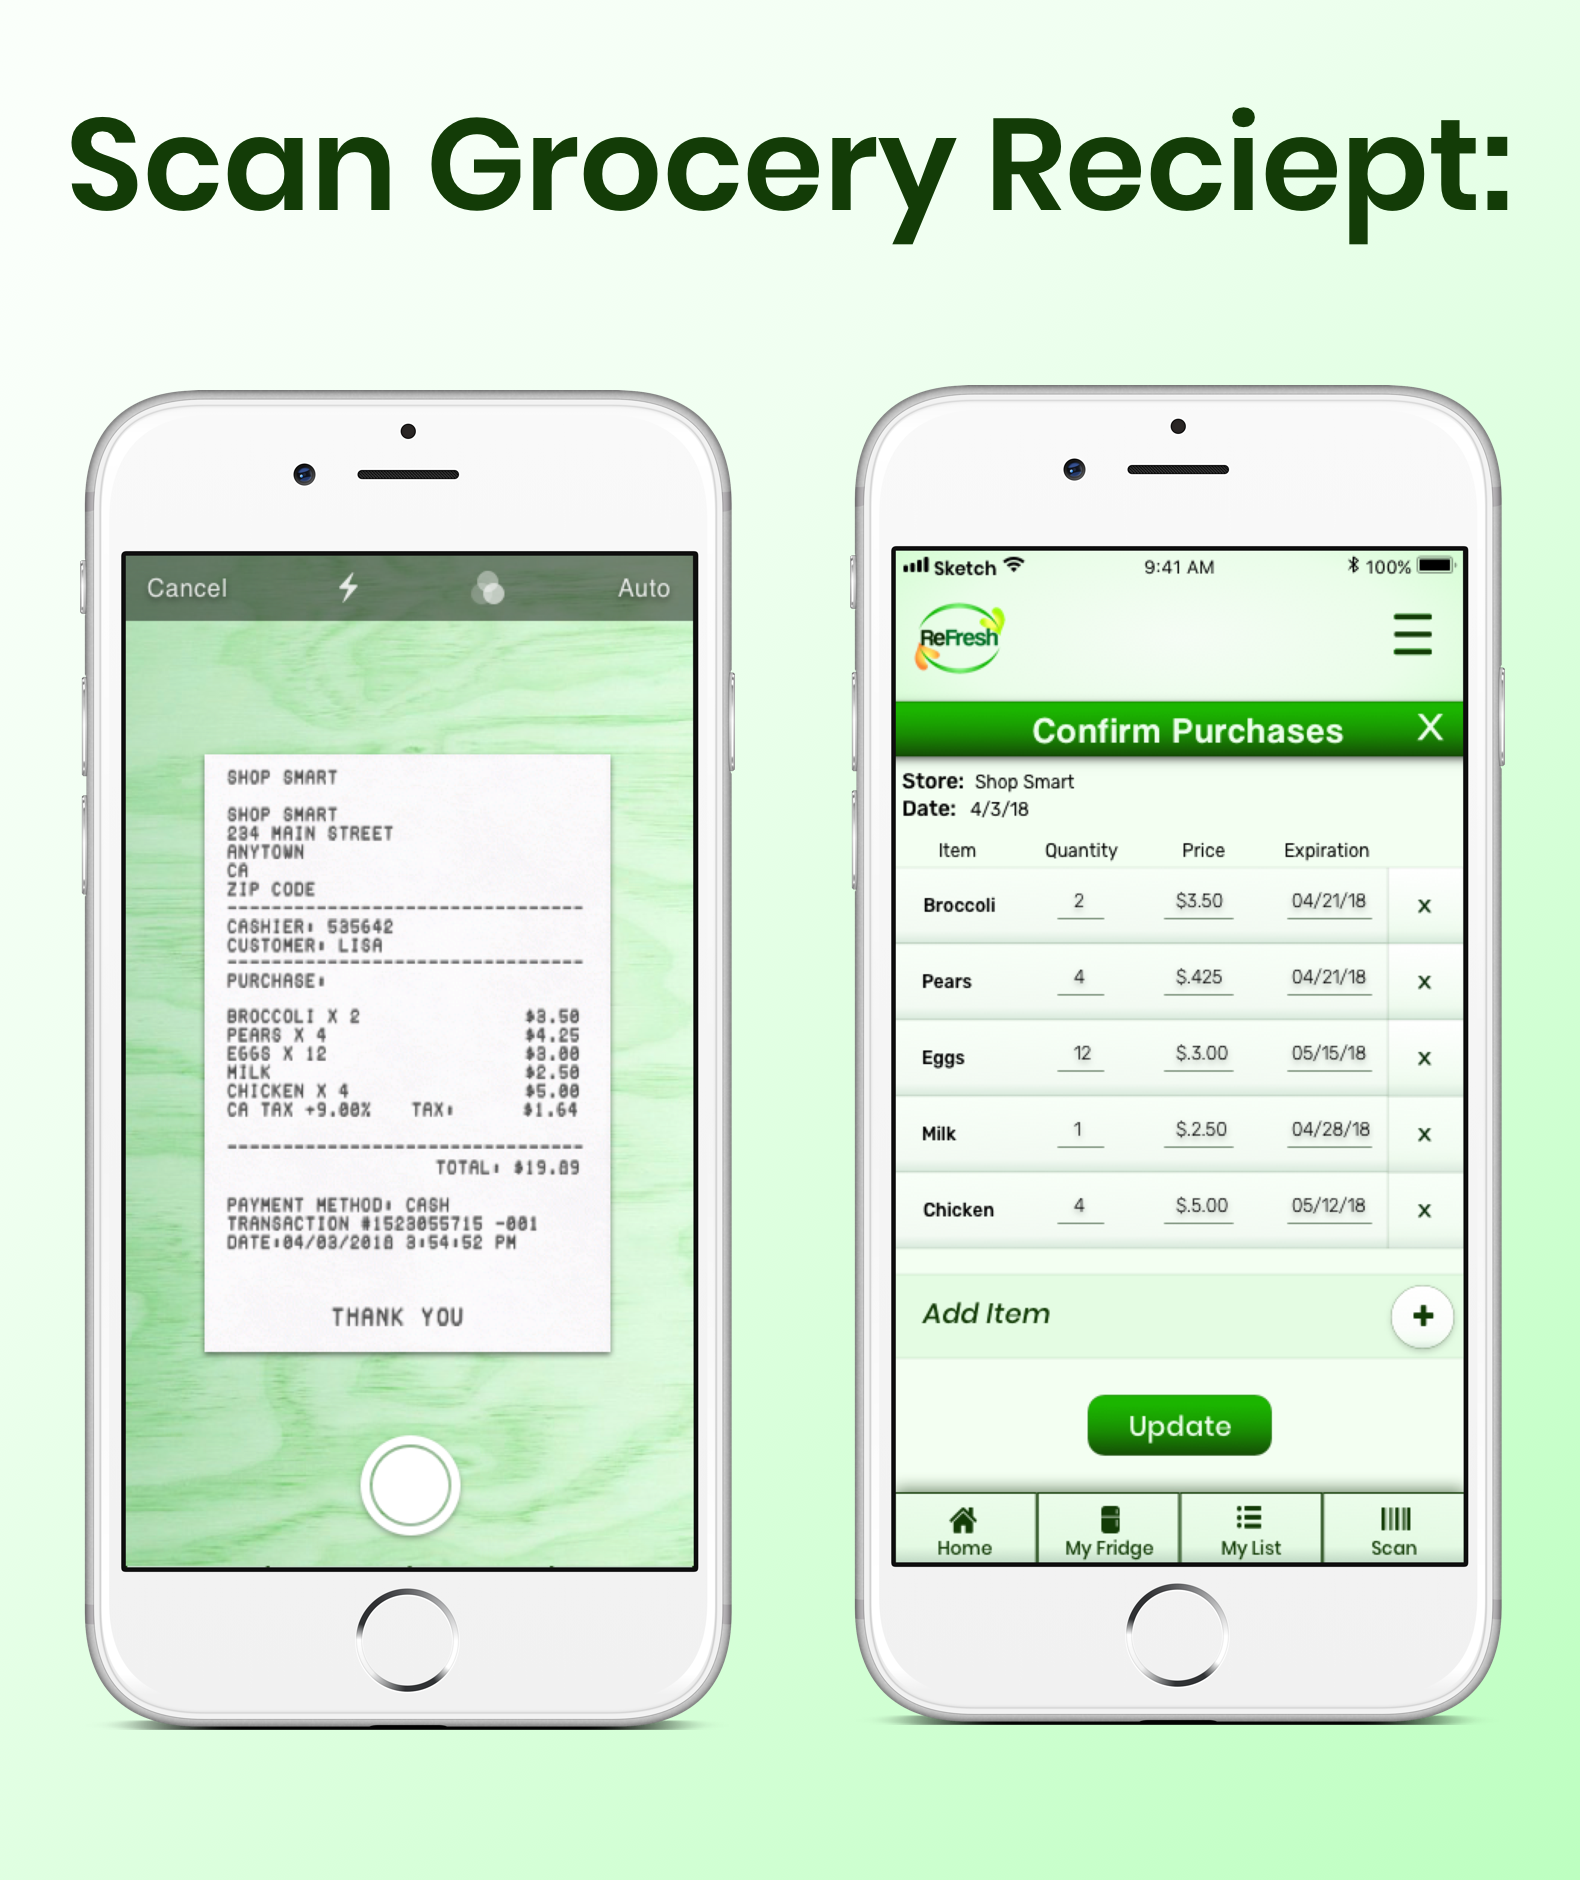 Scan Grocery Reciept:
Cancel
Auto
SHOP SMART
SHOP SMART
234 MAIN STREET
ANYTOWN
CA
ZIP CODE
--------------------------------
CASHIER: 535642
CUSTOMER: LISA
--------------------------------
PURCHASE:
BROCCOLI X 2 $3.50
PEARS X 4 $4.25
EGGS X 12 $3.00
MILK $2.50
CHICKEN X 4 $5.00
CA TAX +9.00% TAX: $1.64
--------------------------------
TOTAL: $19.89
PAYMENT METHOD: CASH
TRANSACTION #1523055715 -001
DATE:04/03/2018 3:54:52 PM
THANK YOU
Sketch 9:41 AM 100%
ReFresh
Confirm Purchases X
Store: Shop Smart
Date: 4/3/18
Item Quantity Price Expiration
Broccoli 2 $3.50 04/21/18 x
Pears 4 $.425 04/21/18 x
Eggs 12 $.3.00 05/15/18 x
Milk 1 $.2.50 04/28/18 x
Chicken 4 $.5.00 05/12/18 x
Add Item +
Update
Home My Fridge My List Scan